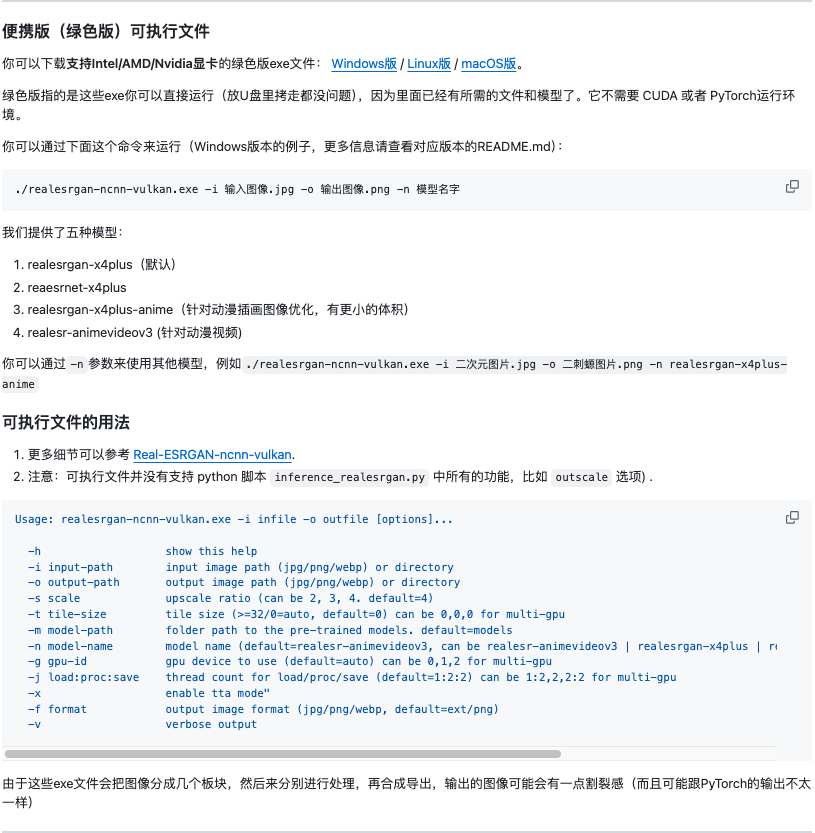 便携版（绿色版）可执行文件
你可以下载支持Intel/AMD/Nvidia显卡的绿色版exe文件： Windows版 / Linux版 / macOS版。
绿色版指的是这些exe你可以直接运行（放U盘里拷走都没问题），因为里面已经有所需的文件和模型了。它不需要 CUDA 或者 PyTorch运行环
境。
你可以通过下面这个命令来运行（Windows版本的例子，更多信息请查看对应版本的README.md）：
./realesrgan-ncnn-vulkan.exe -i 输入图像.jpg -o 输出图像.png -n 模型名字
我们提供了五种模型：
1. realesrgan-x4plus（默认）
2. reaesrnet-x4plus
3. realesrgan-x4plus-anime（针对动漫插画图像优化，有更小的体积）
4. realesr-animevideov3 (针对动漫视频)
你可以通过 -n 参数来使用其他模型，例如 ./realesrgan-ncnn-vulkan.exe -i 二次元图片.jpg -o 二刺螈图片.png -n realesrgan-x4plus-
anime
可执行文件的用法
1. 更多细节可以参考 Real-ESRGAN-ncnn-vulkan.
2. 注意：可执行文件并没有支持 python 脚本 inference_realesrgan.py 中所有的功能，比如 outscale 选项) .
Usage: realesrgan-ncnn-vulkan.exe -i infile -o outfile [options]...
-h show this help
-i input-path input image path (jpg/png/webp) or directory
-o output-path output image path (jpg/png/webp) or directory
-s scale upscale ratio (can be 2, 3, 4. default=4)
-t tile-size tile size (>=32/0=auto, default=0) can be 0,0,0 for multi-gpu
-m model-path folder path to the pre-trained models. default=models
-n model-name model name (default=realesr-animevideov3, can be realesr-animevideov3 | realesrgan-x4plus | re
-g gpu-id gpu device to use (default=auto) can be 0,1,2 for multi-gpu
-j load:proc:save thread count for load/proc/save (default=1:2:2) can be 1:2,2,2:2 for multi-gpu
-x enable tta mode"
-f format output image format (jpg/png/webp, default=ext/png)
-v verbose output
由于这些exe文件会把图像分成几个板块，然后来分别进行处理，再合成导出，输出的图像可能会有一点割裂感（而且可能跟PyTorch的输出不太
一样）